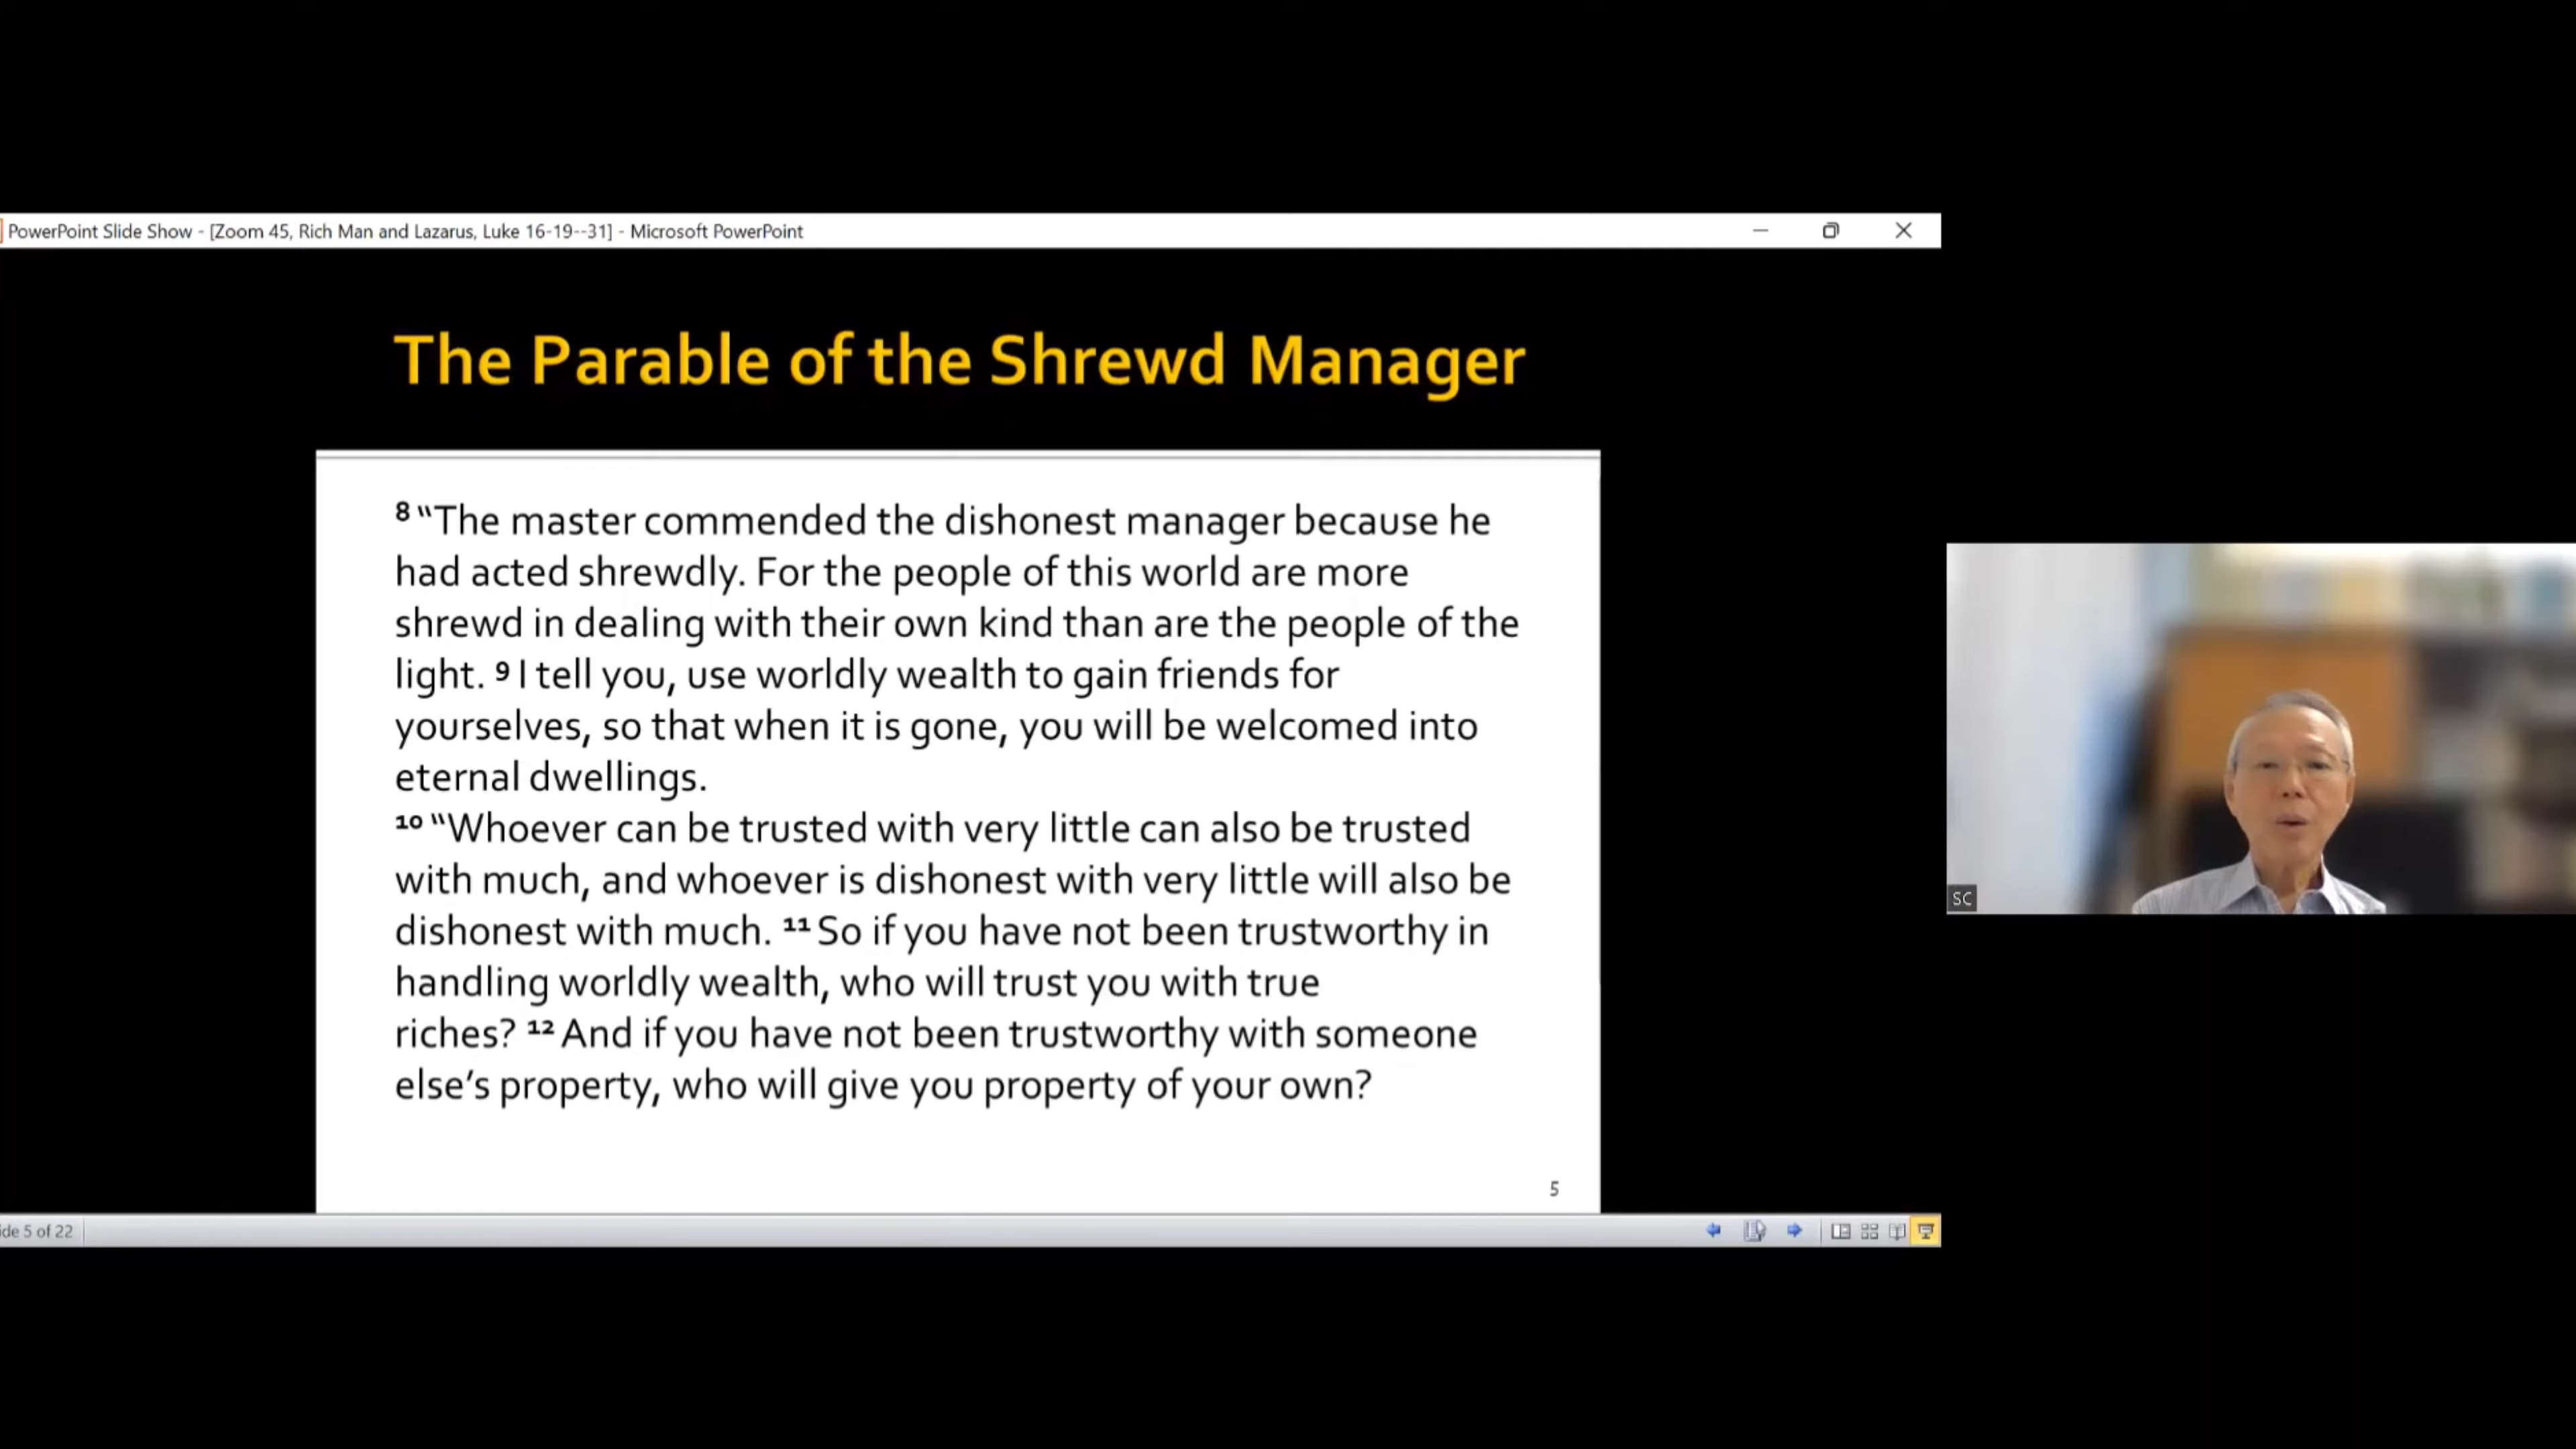 PowerPoint Slide Show - [Zoom 45, Rich Man and Lazarus, Luke 16-19--31] - Microsoft PowerPoint
The Parable of the Shrewd Manager
8 “The master commended the dishonest manager because he
had acted shrewdly. For the people of this world are more
shrewd in dealing with their own kind than are the people of the
light. 9 I tell you, use worldly wealth to gain friends for
yourselves, so that when it is gone, you will be welcomed into
eternal dwellings.
10 “Whoever can be trusted with very little can also be trusted
with much, and whoever is dishonest with very little will also be
dishonest with much. 11 So if you have not been trustworthy in
handling worldly wealth, who will trust you with true
riches? 12 And if you have not been trustworthy with someone
else’s property, who will give you property of your own?
5
SC
ide 5 of 22